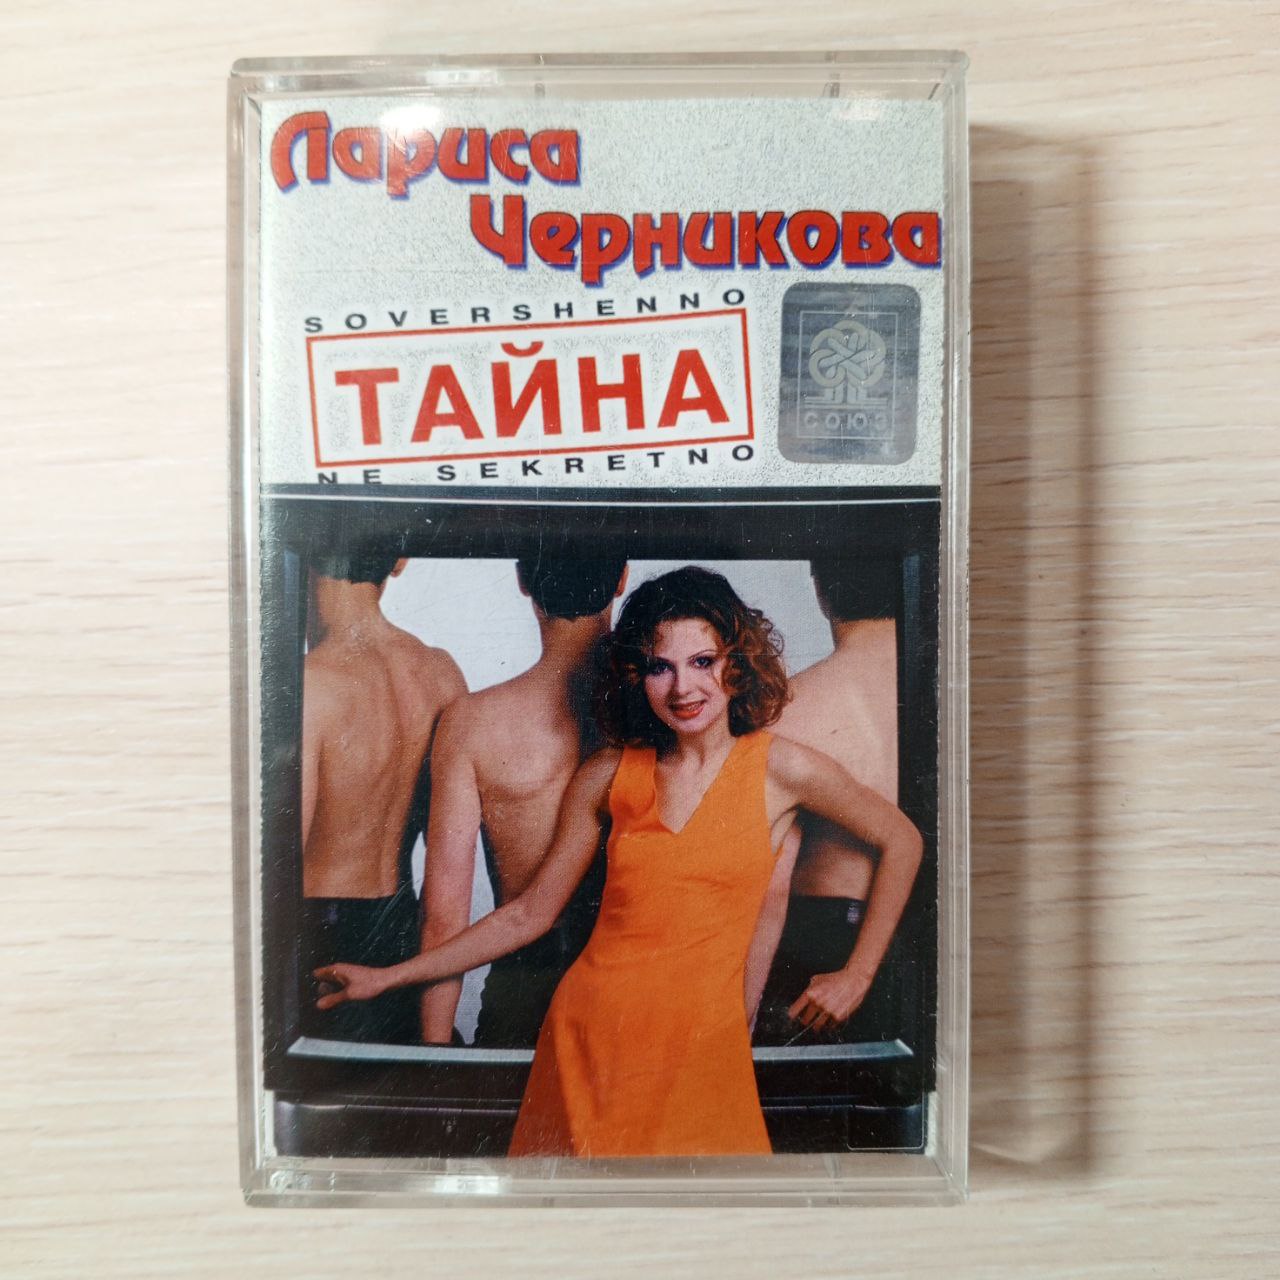 Лариса
Черникова
SOVERSHENNO
ТАЙНА
NE SEKRETNO
СОЮЗ